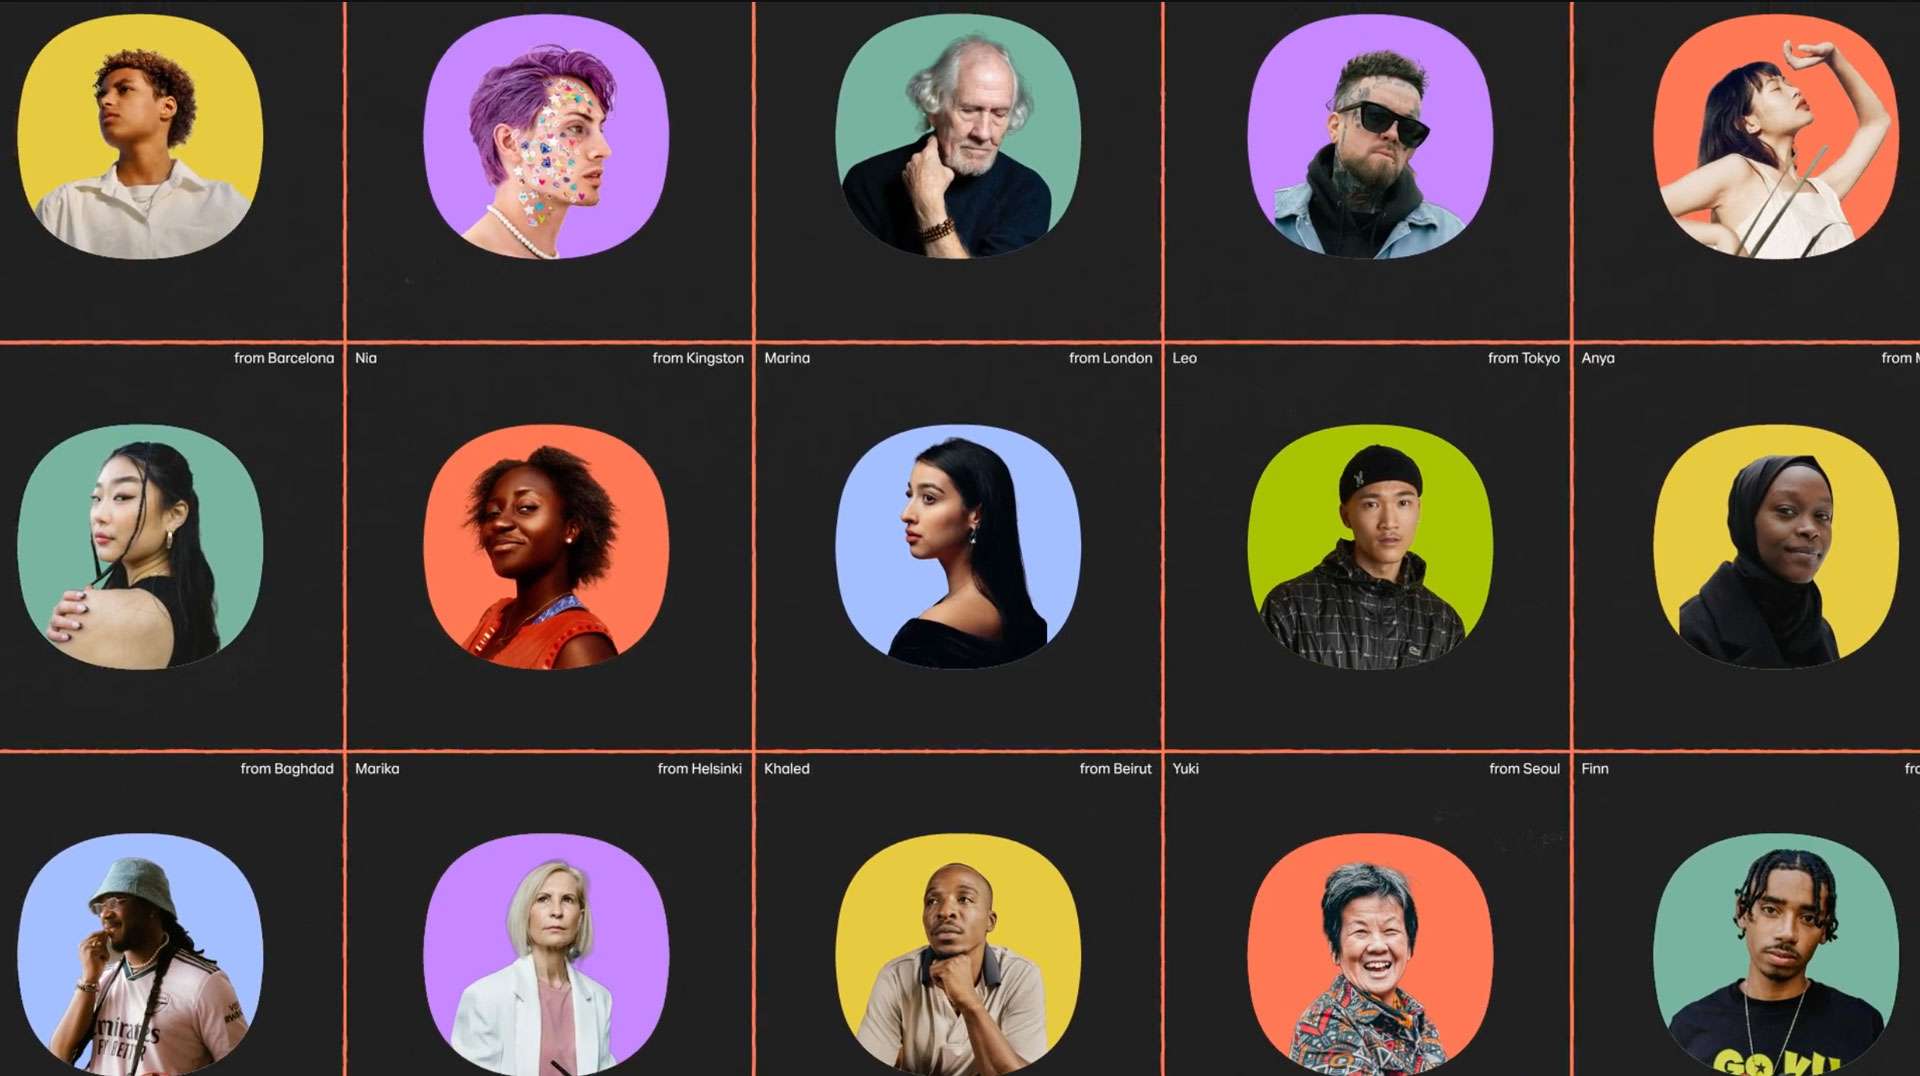 from Barcelona
Nia
from Kingston
Marina
from London
Leo
from Tokyo
Anya
from
from Baghdad
Marika
from Helsinki
Khaled
from Beirut
Yuki
from Seoul
Finn